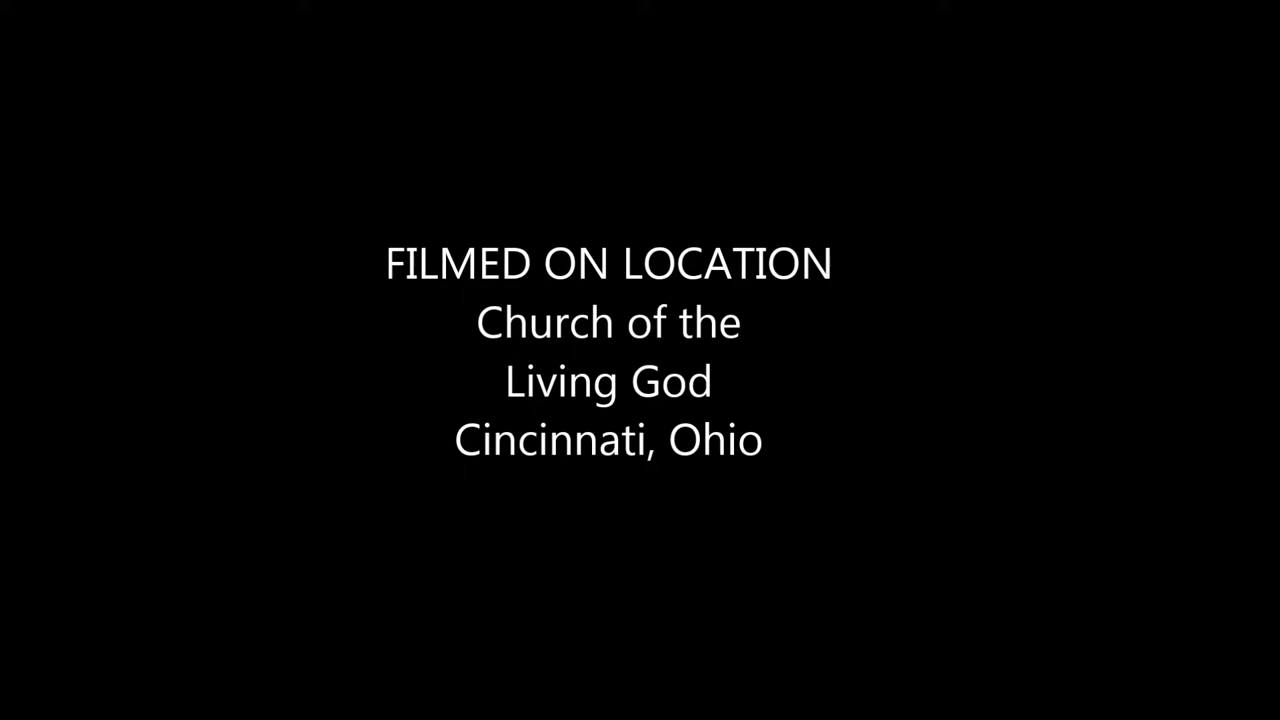 FILMED ON LOCATION
Church of the
Living God
Cincinnati, Ohio